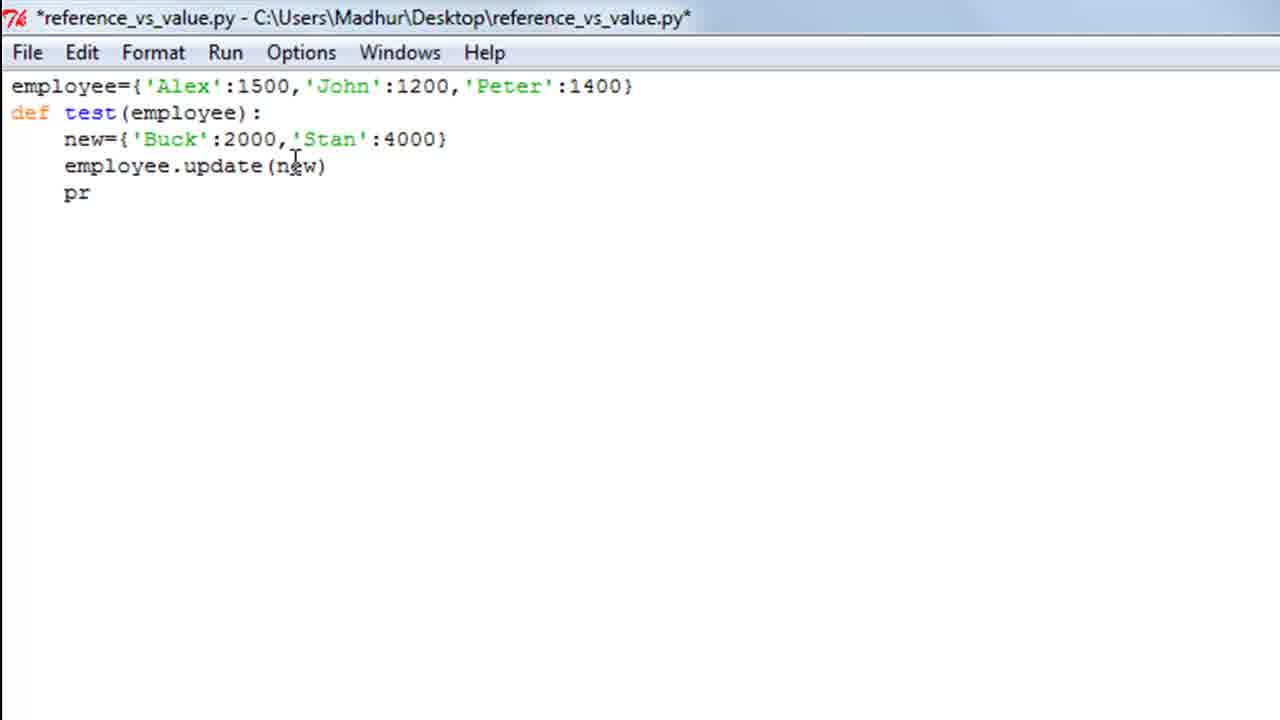 *reference_vs_value.py - C:\Users\Madhur\Desktop\reference_vs_value.py*
File Edit Format Run Options Windows Help
employee={'Alex':1500,'John':1200,'Peter':1400}
def test(employee):
    new={'Buck':2000,'Stan':4000}
    employee.update(new)
    pr